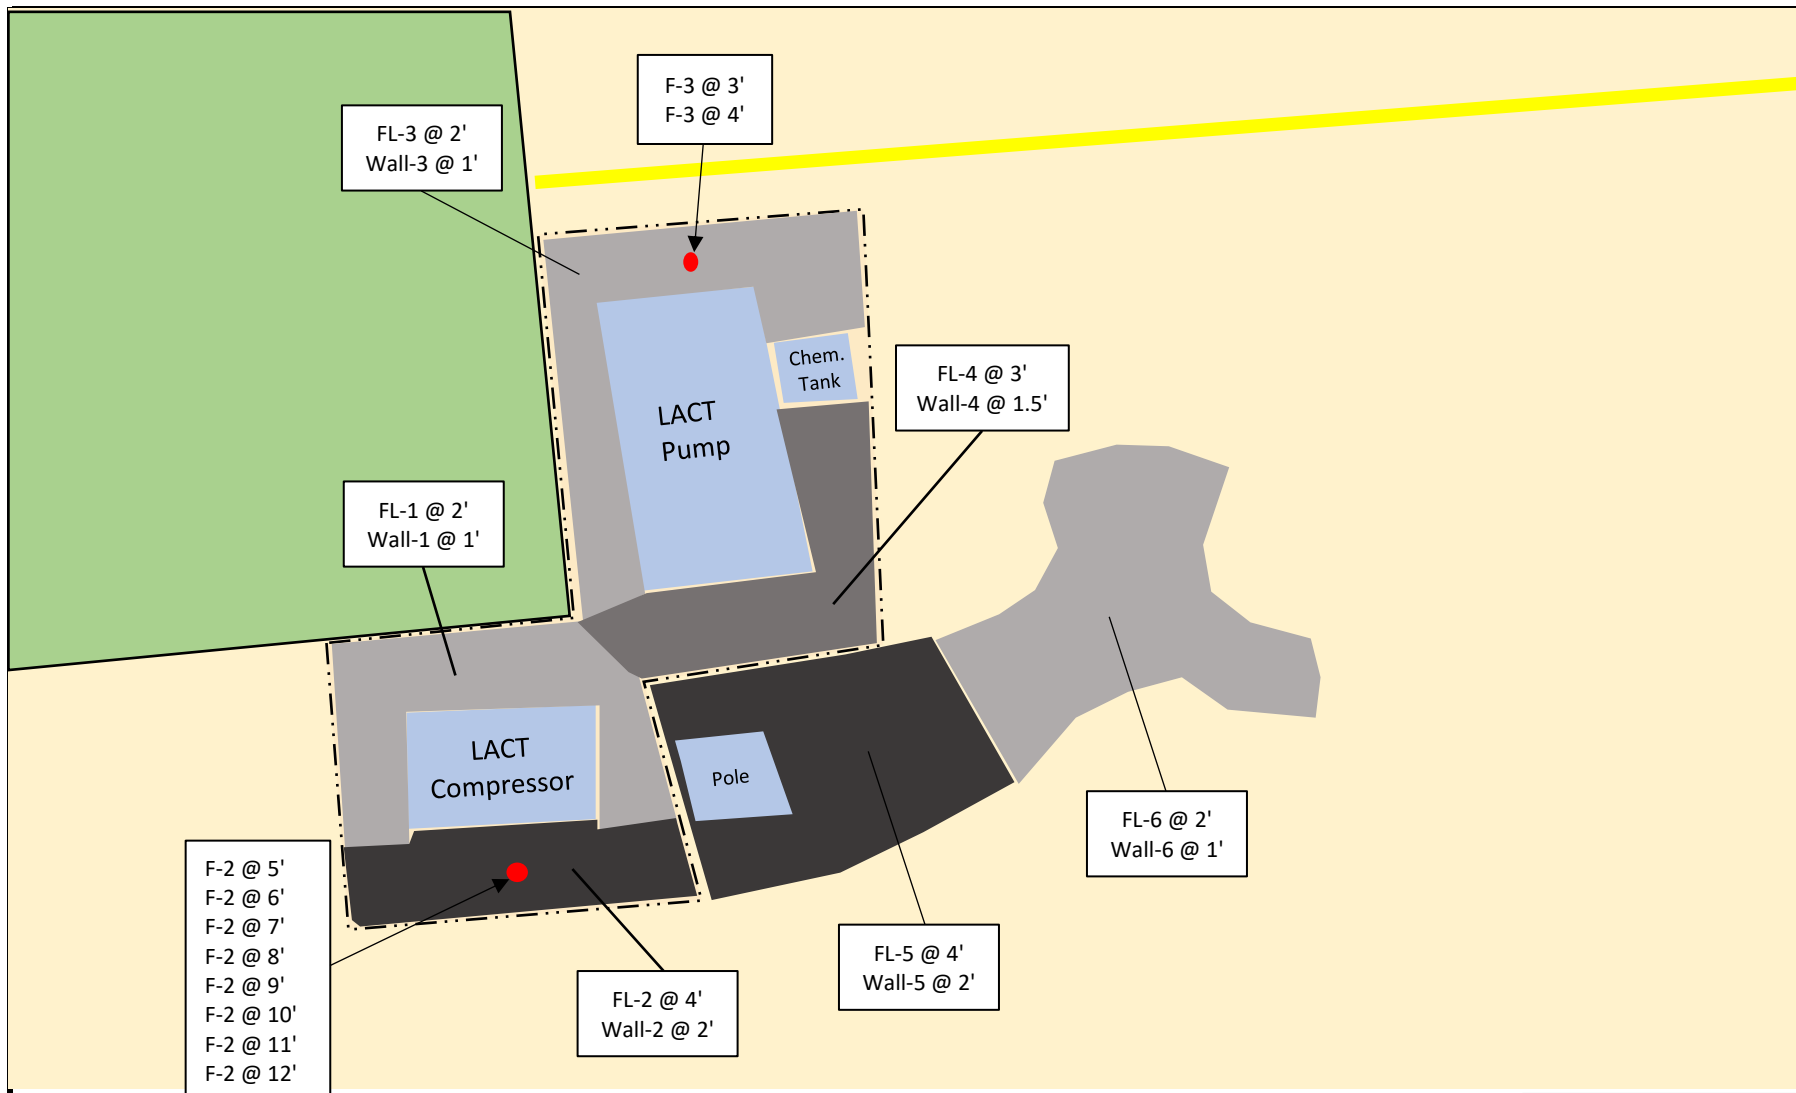 F-3 @ 3'
F-3 @ 4'
FL-3 @ 2'
Wall-3 @ 1'
Chem.
Tank
FL-4 @ 3'
Wall-4 @ 1.5'
LACT
Pump
FL-1 @ 2'
Wall-1 @ 1'
LACT
Compressor
Pole
FL-6 @ 2'
Wall-6 @ 1'
F-2 @ 5'
F-2 @ 6'
F-2 @ 7'
F-2 @ 8'
F-2 @ 9'
F-2 @ 10'
F-2 @ 11'
F-2 @ 12'
FL-5 @ 4'
Wall-5 @ 2'
FL-2 @ 4'
Wall-2 @ 2'